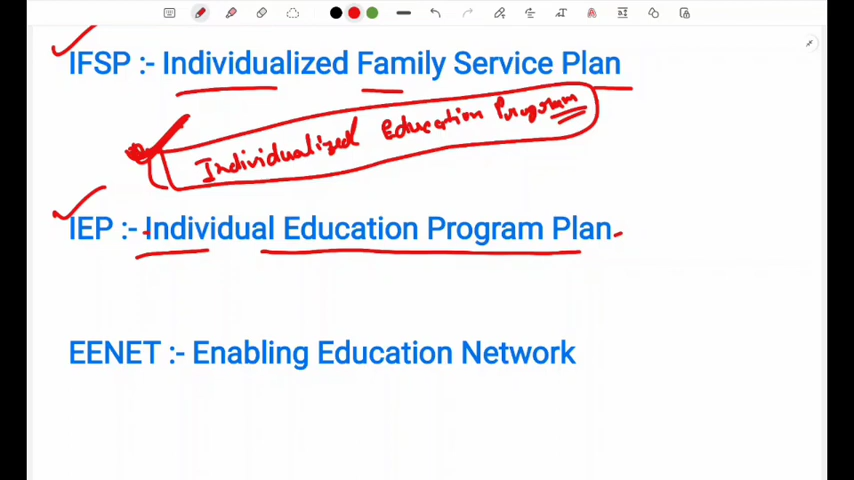 IFSP :- Individualized Family Service Plan
Individualized Education Program
IEP :- Individual Education Program Plan
EENET :- Enabling Education Network